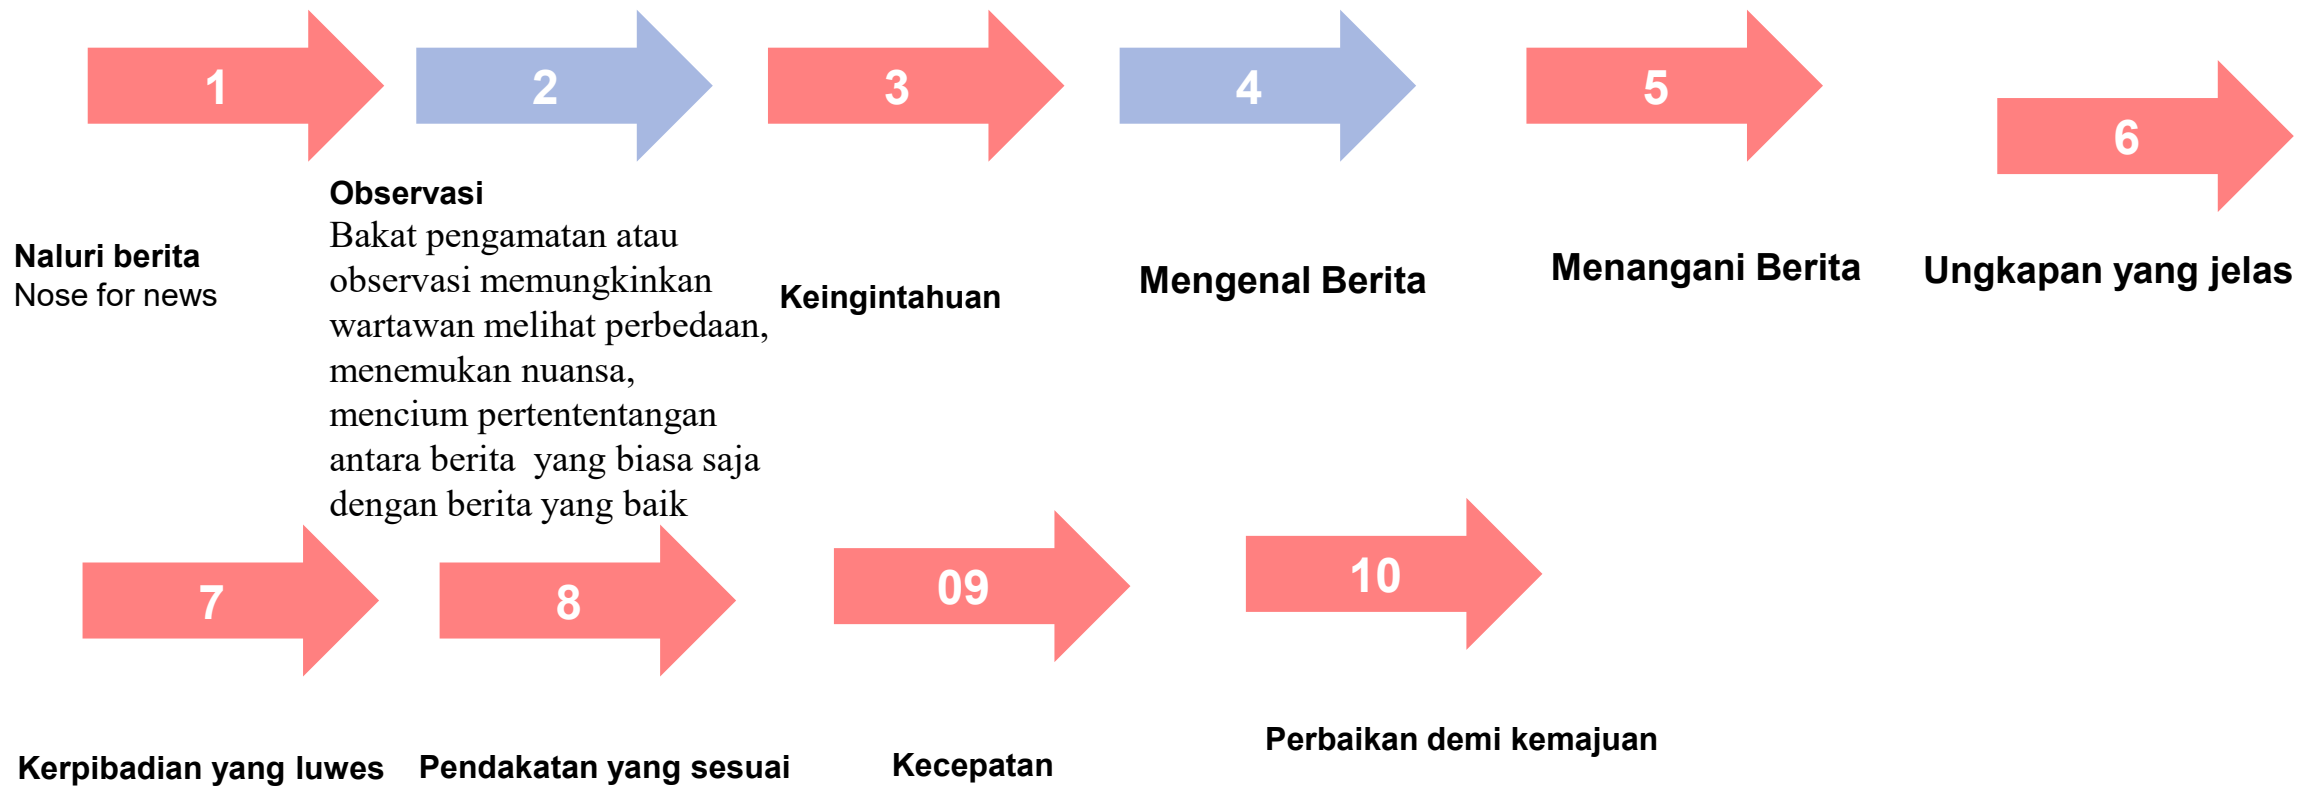 1
2
3
4
5
6
Naluri berita
Nose for news
Observasi
Bakat pengamatan atau
observasi memungkinkan
wartawan melihat perbedaan,
menemukan nuansa,
mencium pertententangan
antara berita  yang biasa saja
dengan berita yang baik
Keingintahuan
Mengenal Berita
Menangani Berita
Ungkapan yang jelas
7
8
09
10
Kerpibadian yang luwes
Pendakatan yang sesuai
Kecepatan
Perbaikan demi kemajuan